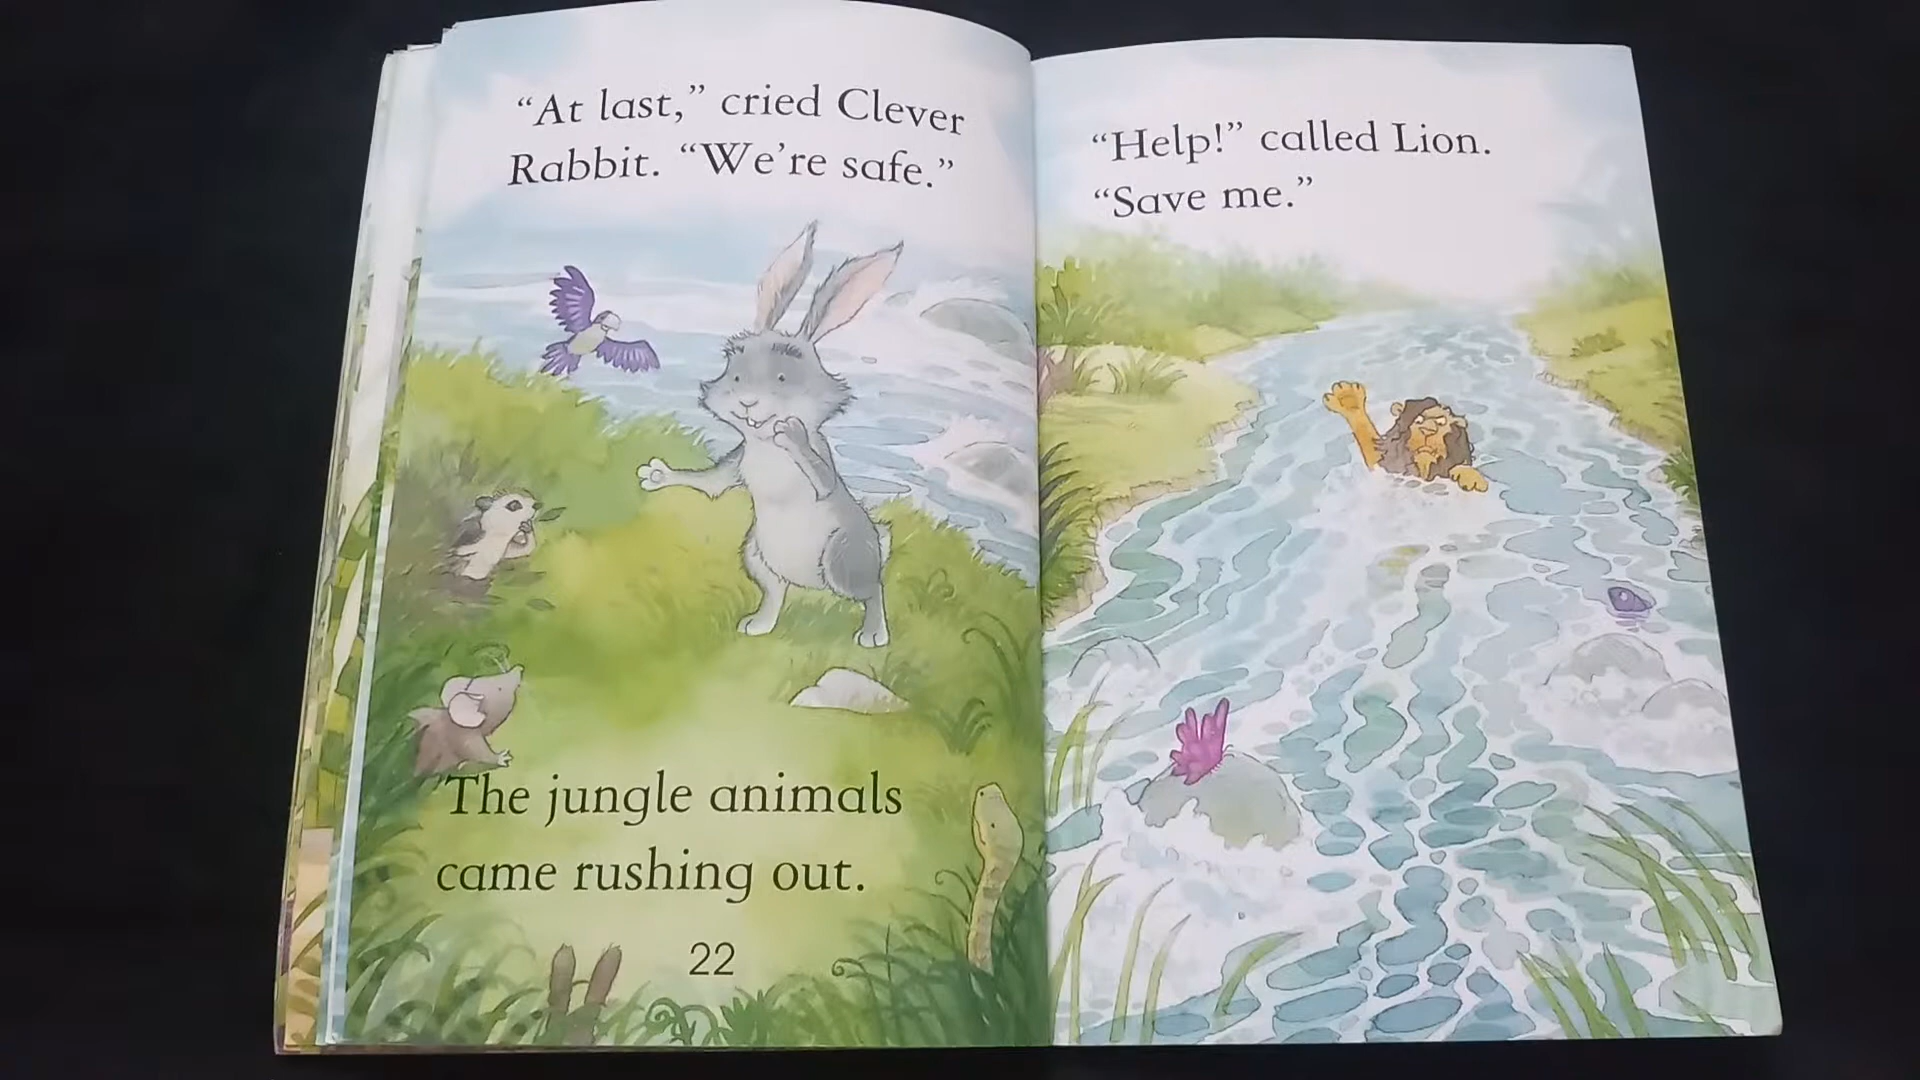 “At last,” cried Clever
Rabbit. “We’re safe.”
The jungle animals
came rushing out.
22
“Help!” called Lion.
“Save me.”